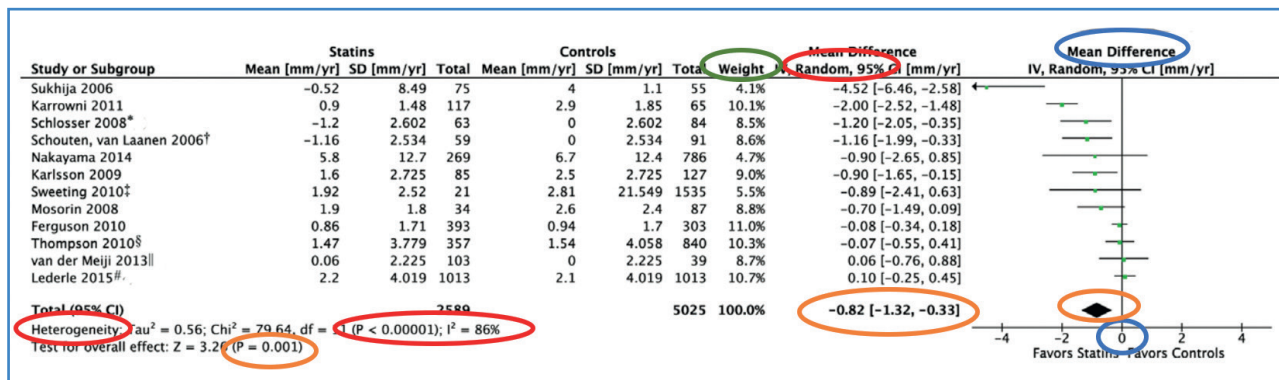 Statins Controls Mean Difference Mean Difference
Study or Subgroup Mean [mm/yr] SD [mm/yr] Total Mean [mm/yr] SD [mm/yr] Total Weight IV, Random, 95% CI [mm/yr] IV, Random, 95% CI [mm/yr]
Sukhija 2006 −0.52 8.49 75 4 1.1 55 4.1% −4.52 [−6.46, −2.58]
Karrowni 2011 0.9 1.48 117 2.9 1.85 65 10.1% −2.00 [−2.52, −1.48]
Schlosser 2008* −1.2 2.602 63 0 2.602 84 8.5% −1.20 [−2.05, −0.35]
Schouten, van Laanen 2006† −1.16 2.534 59 0 2.534 91 8.6% −1.16 [−1.99, −0.33]
Nakayama 2014 5.8 12.7 269 6.7 12.4 786 4.7% −0.90 [−2.65, 0.85]
Karlsson 2009 1.6 2.725 85 2.5 2.725 127 9.0% −0.90 [−1.65, −0.15]
Sweeting 2010‡ 1.92 2.52 21 2.81 21.549 1535 5.5% −0.89 [−2.41, 0.63]
Mosorin 2008 1.9 1.8 34 2.6 2.4 87 8.8% −0.70 [−1.49, 0.09]
Ferguson 2010 0.86 1.71 393 0.94 1.7 303 11.0% −0.08 [−0.34, 0.18]
Thompson 2010§ 1.47 3.779 357 1.54 4.058 840 10.3% −0.07 [−0.55, 0.41]
van der Meiji 2013|| 0.06 2.225 103 0 2.225 39 8.7% 0.06 [−0.76, 0.88]
Lederle 2015# 2.2 4.019 1013 2.1 4.019 1013 10.7% 0.10 [−0.25, 0.45]
Total (95% CI) 2589 5025 100.0% −0.82 [−1.32, −0.33]
Heterogeneity: Tau² = 0.56; Chi² = 79.64, df = 11 (P < 0.00001); I² = 86%
Test for overall effect: Z = 3.26 (P = 0.001)
−4 −2 0 2 4
Favors Statins Favors Controls